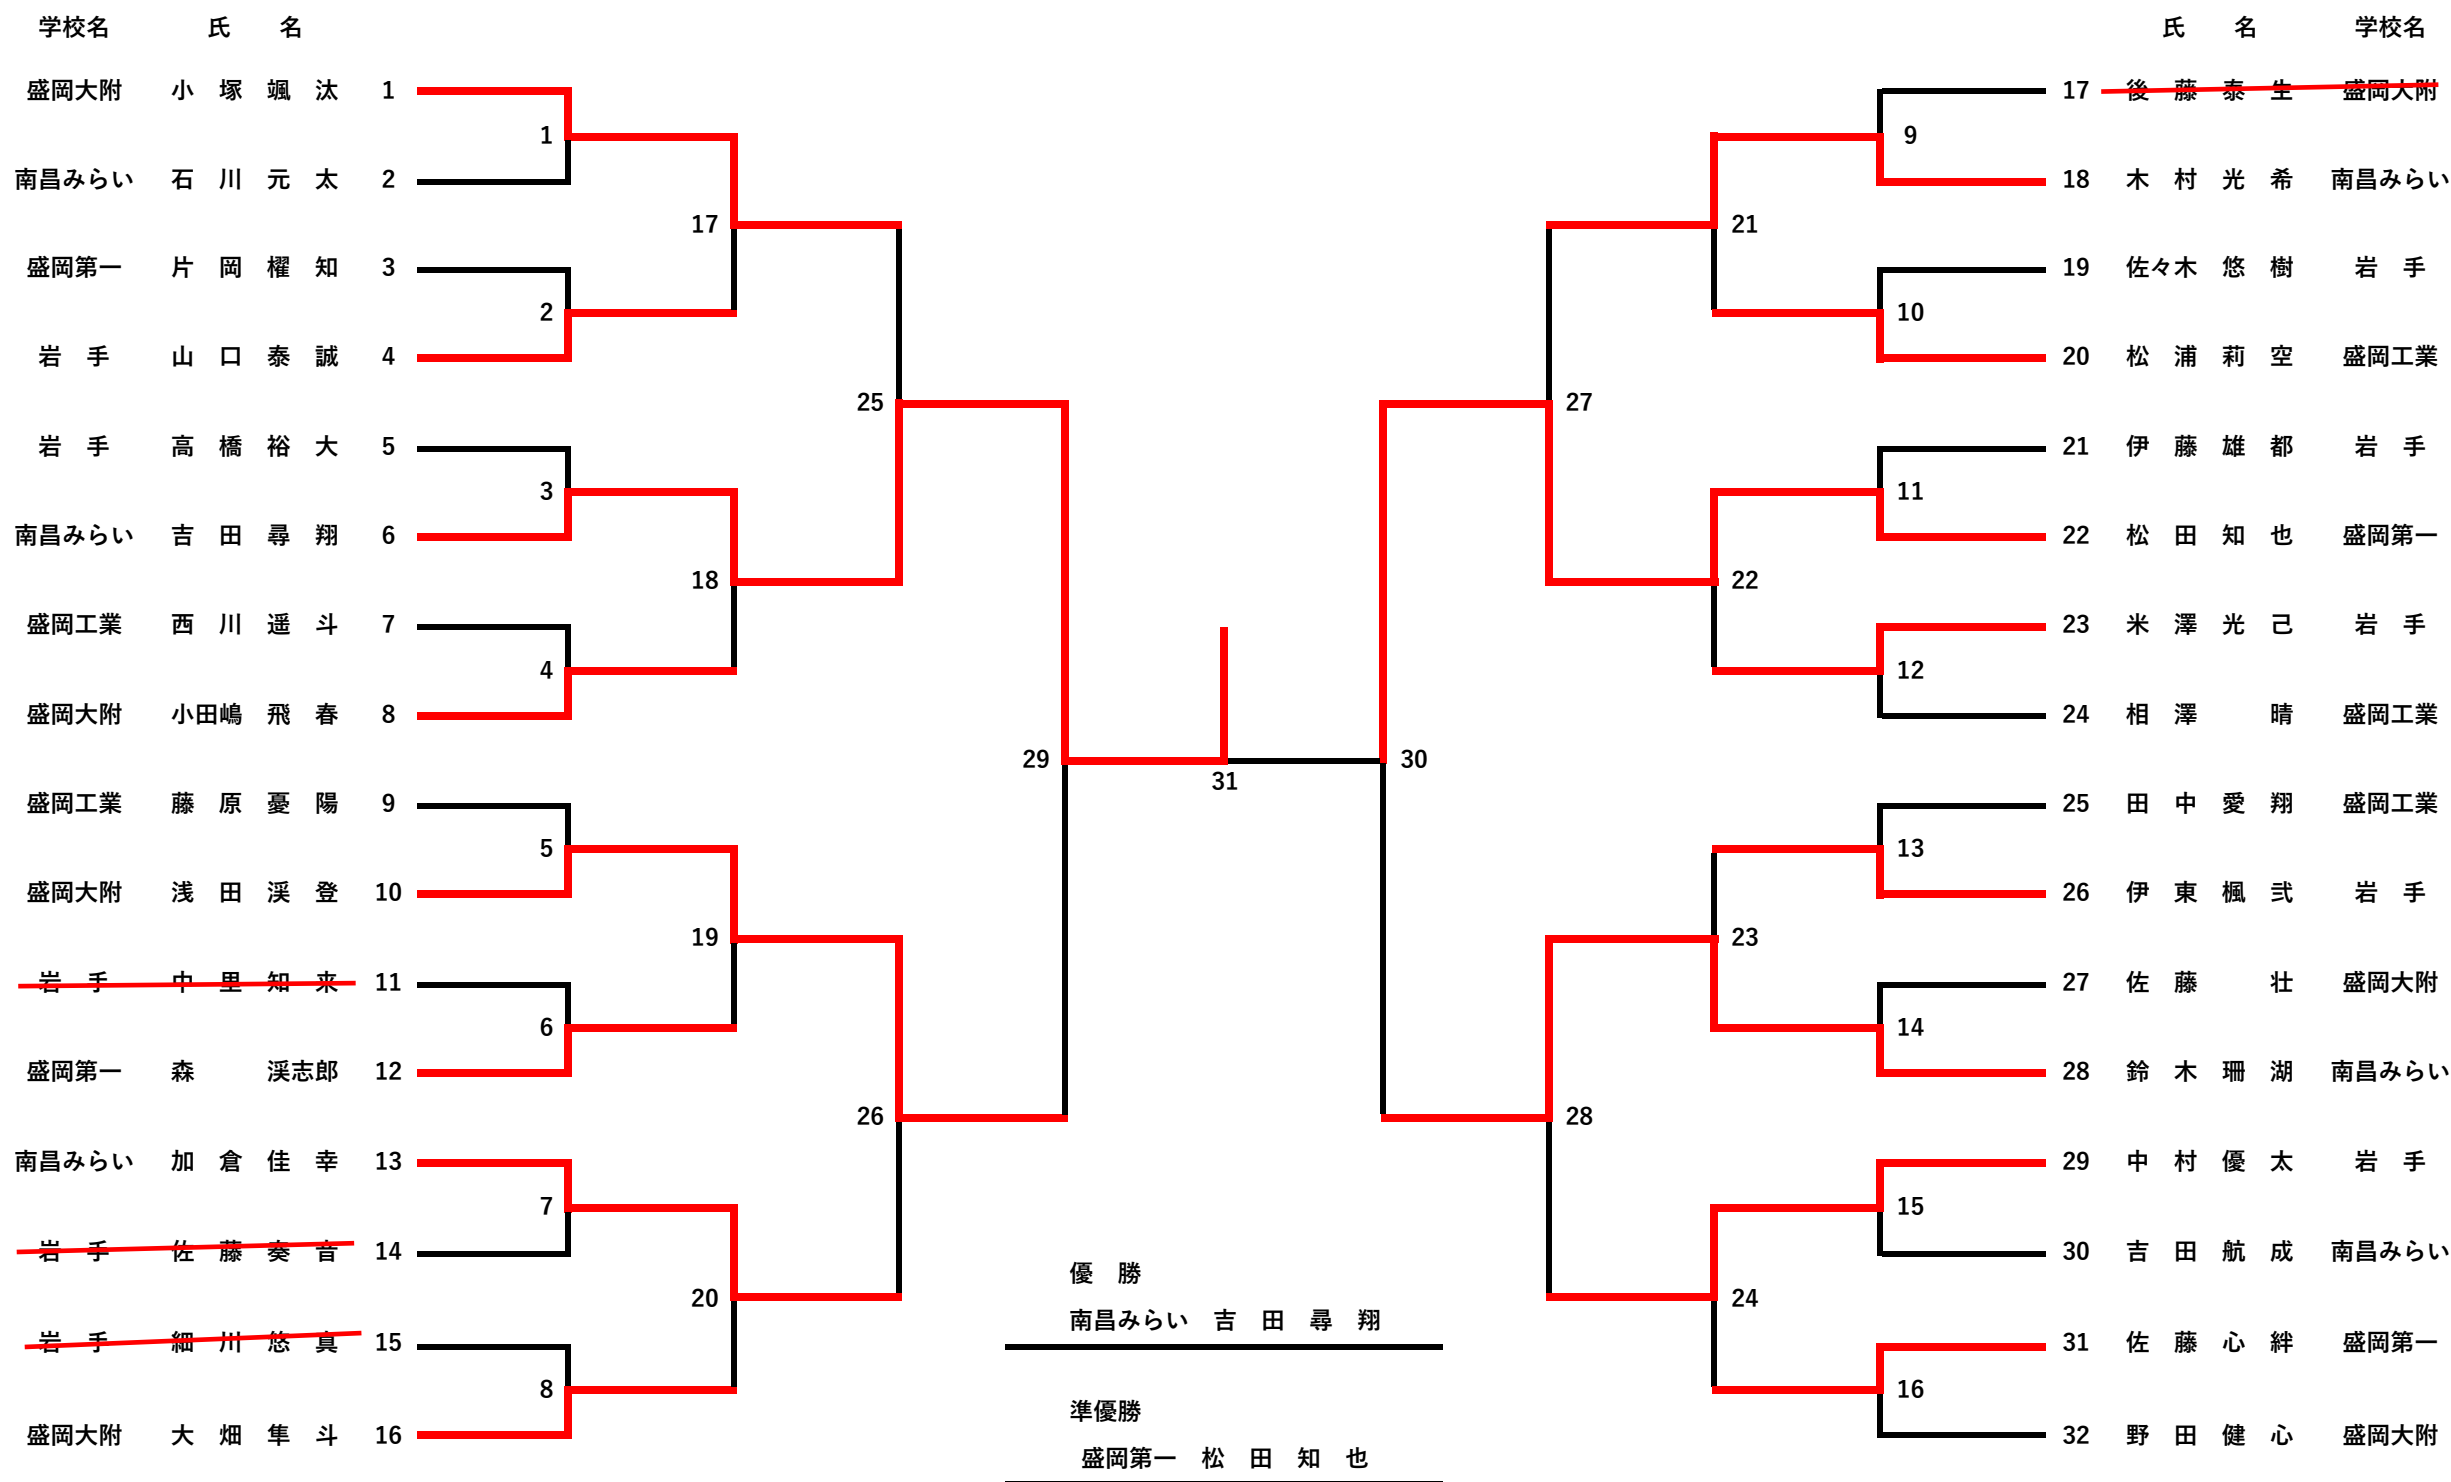 学校名 氏　名
盛岡大附 小塚颯汰 1
南昌みらい 石川元太 2
盛岡第一 片岡櫂知 3
岩手 山口泰誠 4
岩手 高橋裕大 5
南昌みらい 吉田尋翔 6
盛岡工業 西川遥斗 7
盛岡大附 小田嶋飛春 8
盛岡工業 藤原憂陽 9
盛岡大附 浅田渓登 10
岩手 中里知来 11
盛岡第一 森　渓志郎 12
南昌みらい 加倉佳幸 13
岩手 佐藤奏音 14
岩手 細川悠真 15
盛岡大附 大畑隼斗 16
1
2
3
4
5
6
7
8
17
18
19
20
25
26
29
31
30
27
28
21
22
23
24
9
10
11
12
13
14
15
16
氏　名 学校名
17 後藤泰生 盛岡大附
18 木村光希 南昌みらい
19 佐々木悠樹 岩手
20 松浦莉空 盛岡工業
21 伊藤雄都 岩手
22 松田知也 盛岡第一
23 米澤光己 岩手
24 相澤　晴 盛岡工業
25 田中愛翔 盛岡工業
26 伊東楓弐 岩手
27 佐藤　壮 盛岡大附
28 鈴木珊湖 南昌みらい
29 中村優太 岩手
30 吉田航成 南昌みらい
31 佐藤心絆 盛岡第一
32 野田健心 盛岡大附
優　勝
南昌みらい 吉田尋翔
準優勝
盛岡第一 松田知也